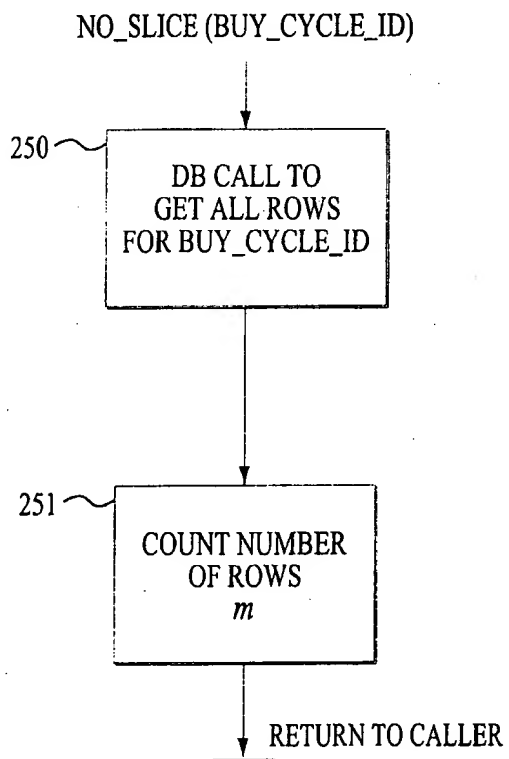 NO_SLICE (BUY_CYCLE_ID)
250
DB CALL TO
GET ALL ROWS
FOR BUY_CYCLE_ID
251
COUNT NUMBER
OF ROWS
m
RETURN TO CALLER